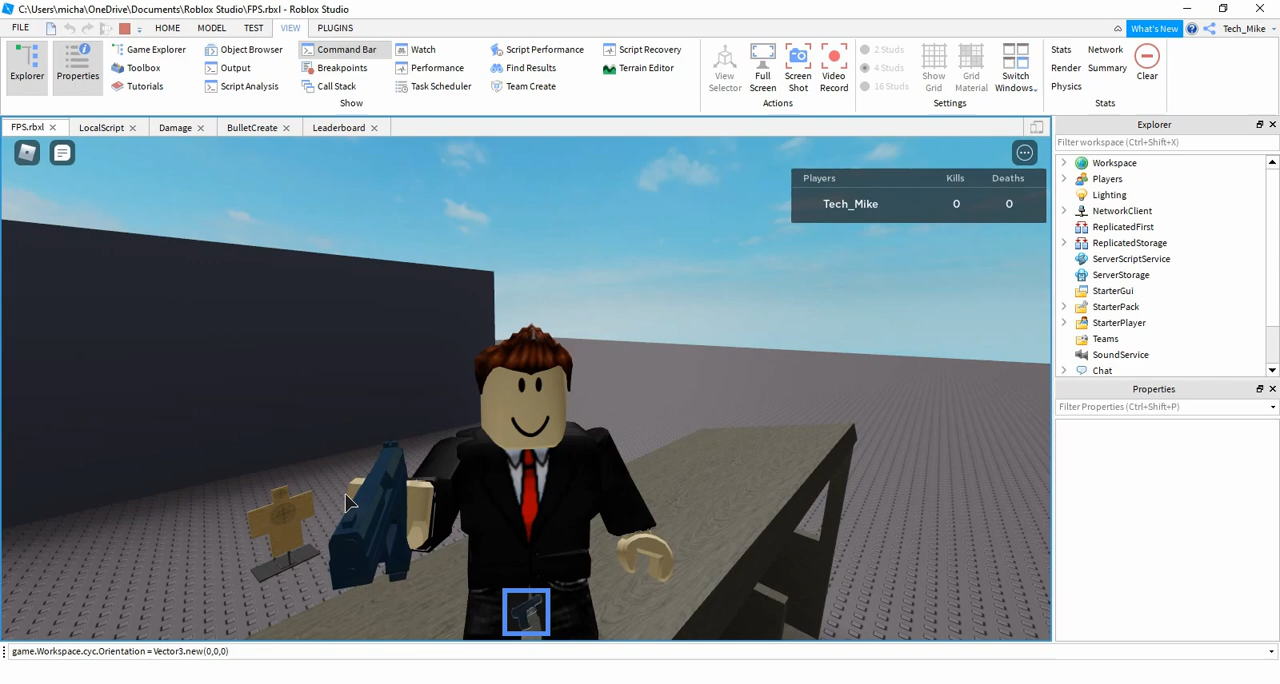 C:\Users\micha\OneDrive\Documents\Roblox Studio\FPS.rbxl - Roblox Studio
FILE HOME MODEL TEST VIEW PLUGINS What's New Tech_Mike
Explorer
Properties
Game Explorer
Toolbox
Tutorials
Object Browser
Output
Script Analysis
Command Bar
Breakpoints
Call Stack
Watch
Performance
Task Scheduler
Script Performance
Find Results
Team Create
Script Recovery
Terrain Editor
Show
View Selector
Full Screen
Screen Shot
Video Record
Actions
2 Studs
4 Studs
16 Studs
Show Grid
Grid Material
Switch Windows
Settings
Stats
Render
Physics
Network
Summary
Clear
Stats
FPS.rbxl LocalScript Damage BulletCreate Leaderboard
Players Kills Deaths
Tech_Mike 0 0
Explorer
Filter workspace (Ctrl+Shift+X)
Workspace
Players
Lighting
NetworkClient
ReplicatedFirst
ReplicatedStorage
ServerScriptService
ServerStorage
StarterGui
StarterPack
StarterPlayer
Teams
SoundService
Chat
Properties
Filter Properties (Ctrl+Shift+P)
game.Workspace.cyc.Orientation = Vector3.new(0,0,0)